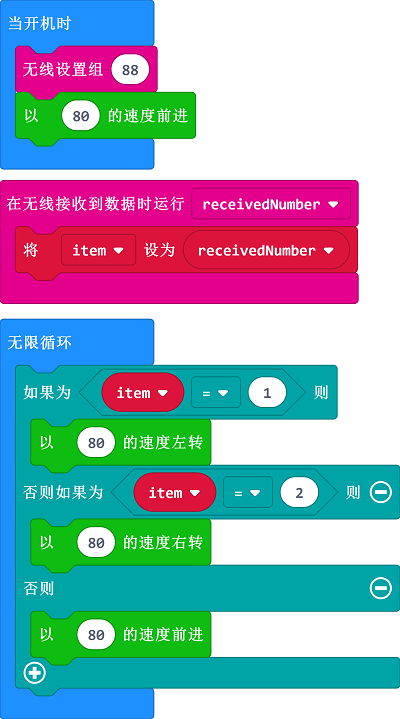 当开机时
无线设置组 88
以 80 的速度前进
在无线接收到数据时运行 receivedNumber
将 item 设为 receivedNumber
无限循环
如果为 item = 1 则
以 80 的速度左转
否则如果为 item = 2 则
以 80 的速度右转
否则
以 80 的速度前进